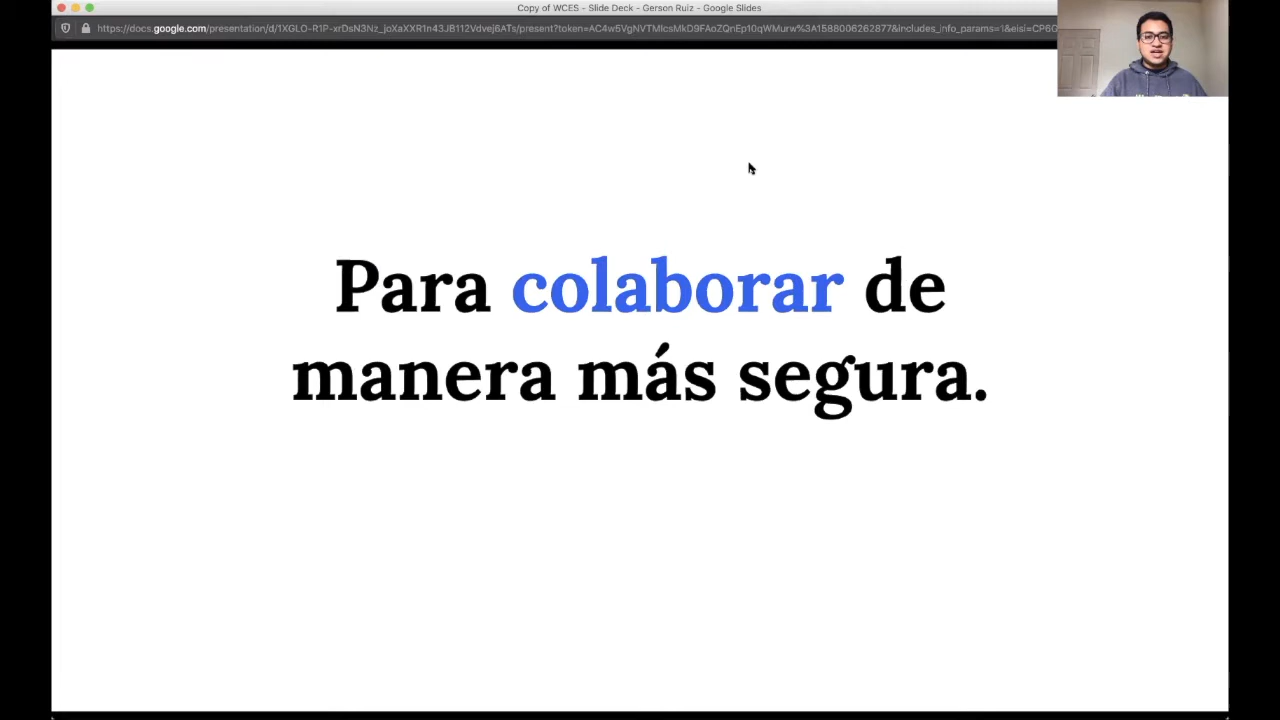 Copy of WCES - Slide Deck - Gerson Ruiz - Google Slides
Para colaborar de
manera más segura.